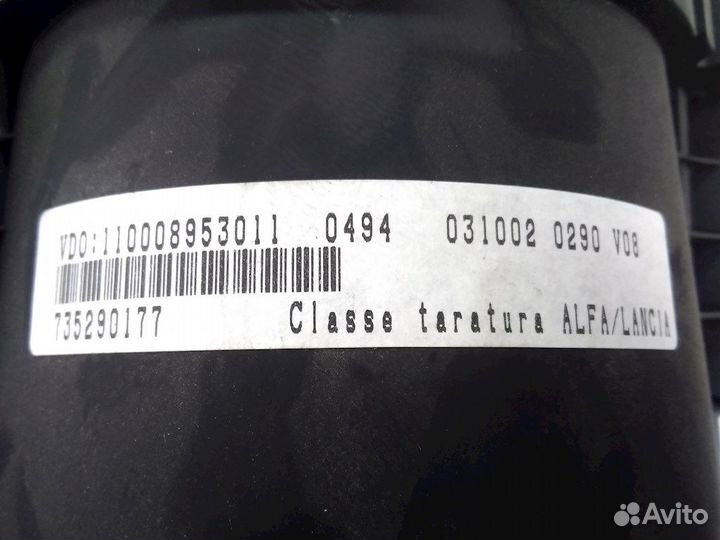 VDO:110008953011 0494 031002 0290 V08
735290177 Classe taratura ALFA/LANCIA
Avito